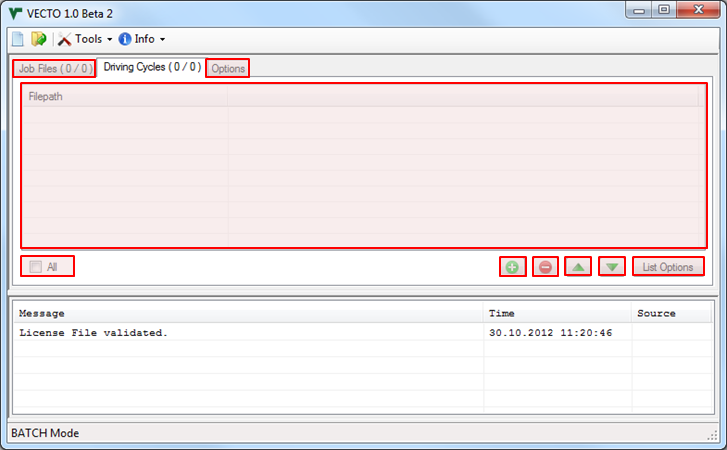 VECTO 1.0 Beta 2
Tools Info
Job Files ( 0 / 0 ) Driving Cycles ( 0 / 0 ) Options
Filepath
All List Options
Message Time Source
License File validated. 30.10.2012 11:20:46
BATCH Mode